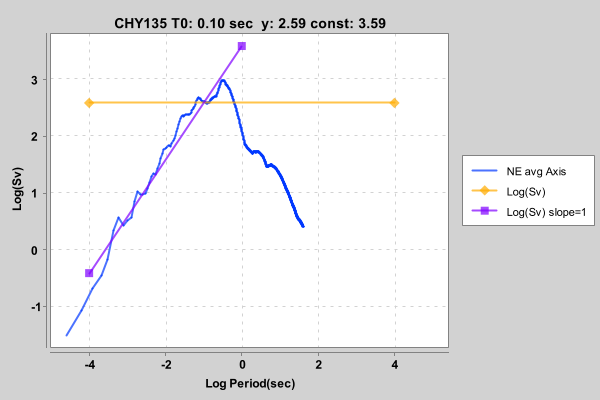 CHY135 T0: 0.10 sec y: 2.59 const: 3.59
3
2
1
0
-1
Log(Sv)
-4 -2 0 2 4
Log Period(sec)
NE avg Axis
Log(Sv)
Log(Sv) slope=1